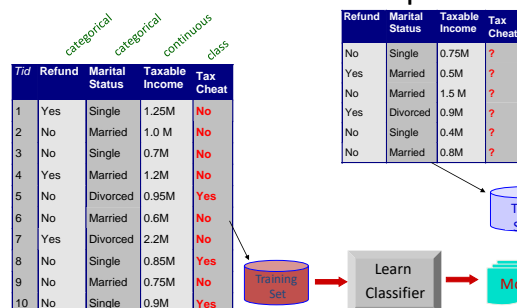 categorical
categorical
continuous
class
Tid Refund Marital Status Taxable Income Tax Cheat
1 Yes Single 1.25M No
2 No Married 1.0 M No
3 No Single 0.7M No
4 Yes Married 1.2M No
5 No Divorced 0.95M Yes
6 No Married 0.6M No
7 Yes Divorced 2.2M No
8 No Single 0.85M Yes
9 No Married 0.75M No
10 No Single 0.9M Yes
Refund Marital Status Taxable Income Tax Cheat
No Single 0.75M ?
Yes Married 0.5M ?
No Married 1.5 M ?
Yes Divorced 0.9M ?
No Single 0.4M ?
No Married 0.8M ?
Training
Set
Learn
Classifier